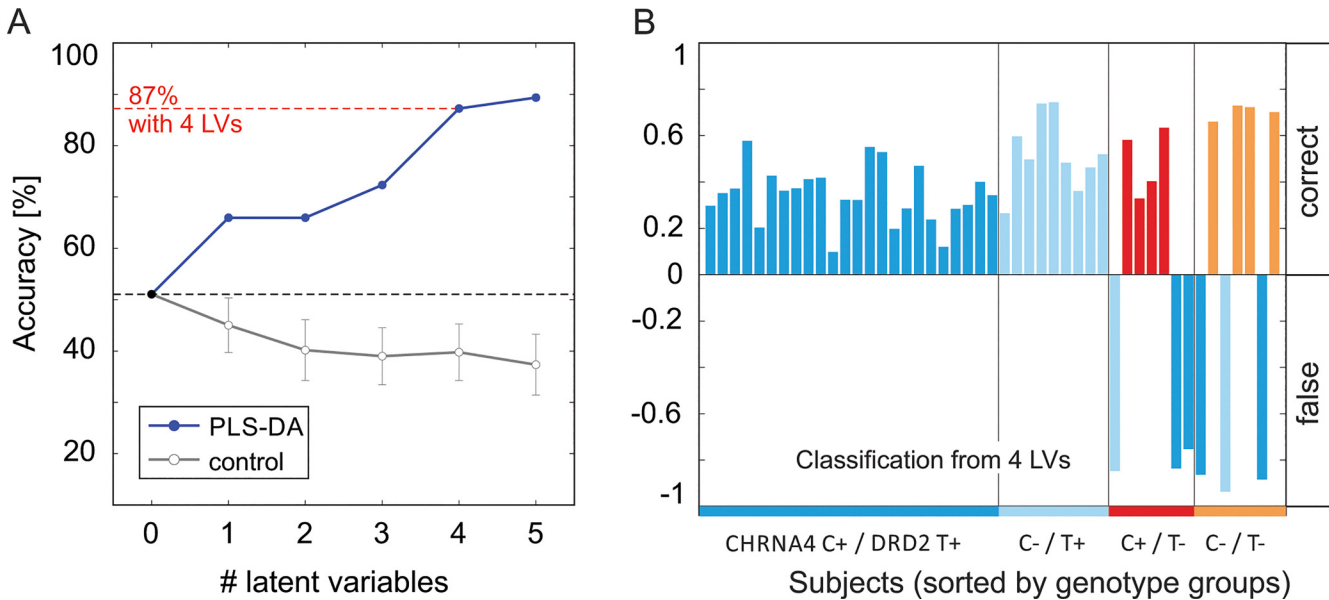 A
100
80
60
40
20
Accuracy [%]
87%
with 4 LVs
PLS-DA
control
0 1 2 3 4 5
# latent variables
B
1
0.6
0.2
0
-0.2
-0.6
-1
correct
false
Classification from 4 LVs
CHRNA4 C+ / DRD2 T+ C- / T+ C+ / T- C- / T-
Subjects (sorted by genotype groups)